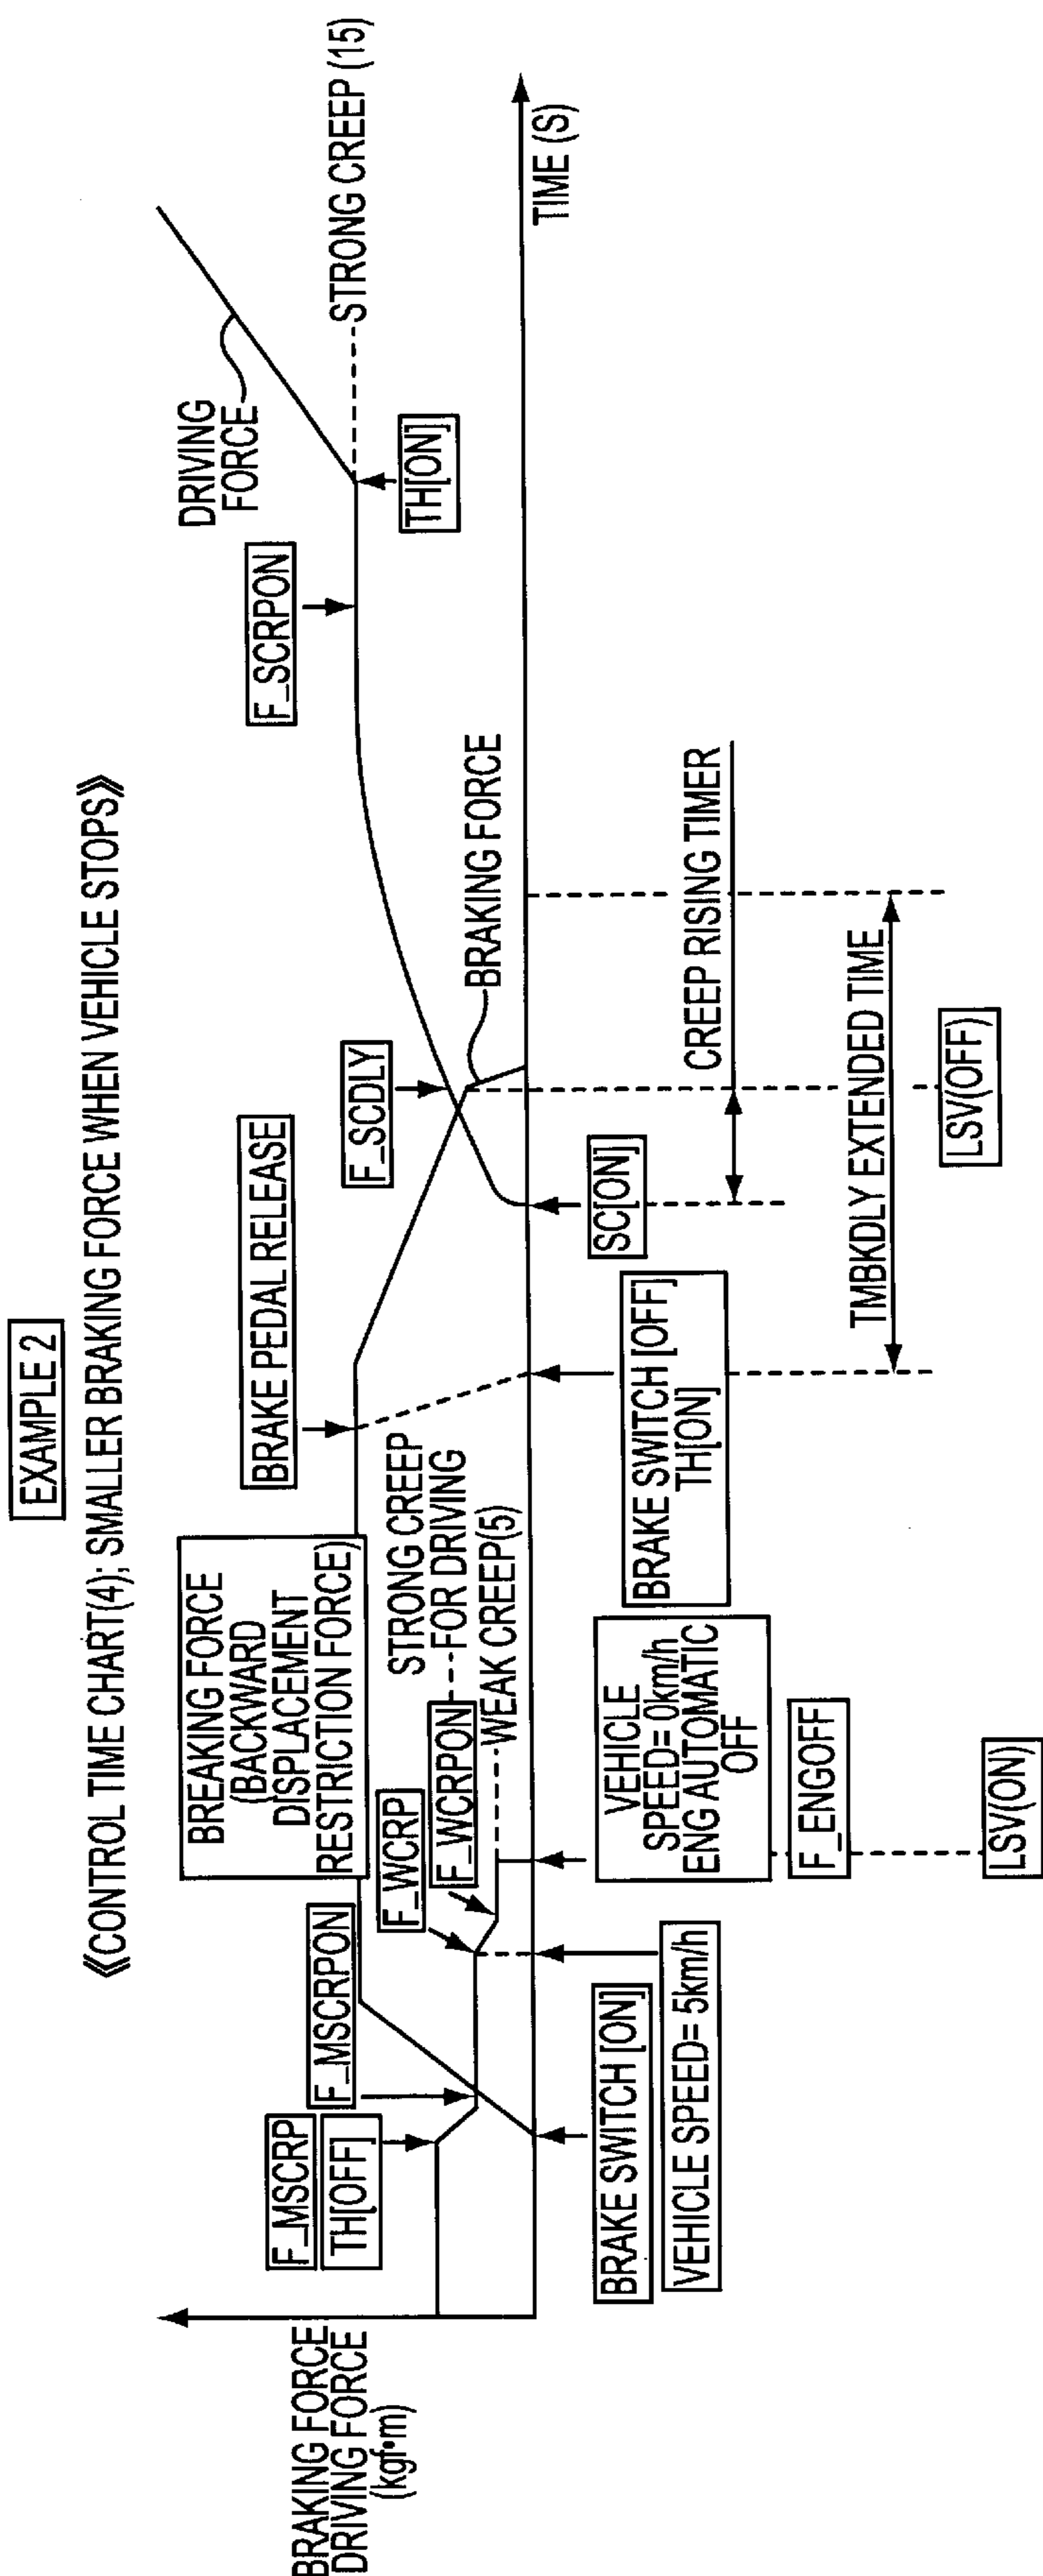 EXAMPLE 2
《CONTROL TIME CHART(4); SMALLER BRAKING FORCE WHEN VEHICLE STOPS》
BRAKING FORCE
DRIVING FORCE
(kgf•m)
F_MSCRP
TH[OFF]
F_MSCRPON
BREAKING FORCE
(BACKWARD
DISPLACEMENT
RESTRICTION FORCE)
F_WCRP
F_WCRPON
STRONG CREEP
FOR DRIVING
WEAK CREEP(5)
BRAKE PEDAL RELEASE
F_SCDLY
BRAKING FORCE
F_SCRPON
DRIVING
FORCE
TH[ON]
STRONG CREEP (15)
TIME (S)
BRAKE SWITCH [ON]
VEHICLE SPEED= 5km/h
VEHICLE
SPEED= 0km/h
ENG AUTOMATIC
OFF
F_ENGOFF
LSV(ON)
BRAKE SWITCH [OFF]
TH[ON]
SC[ON]
CREEP RISING TIMER
TMBKDLY EXTENDED TIME
LSV(OFF)